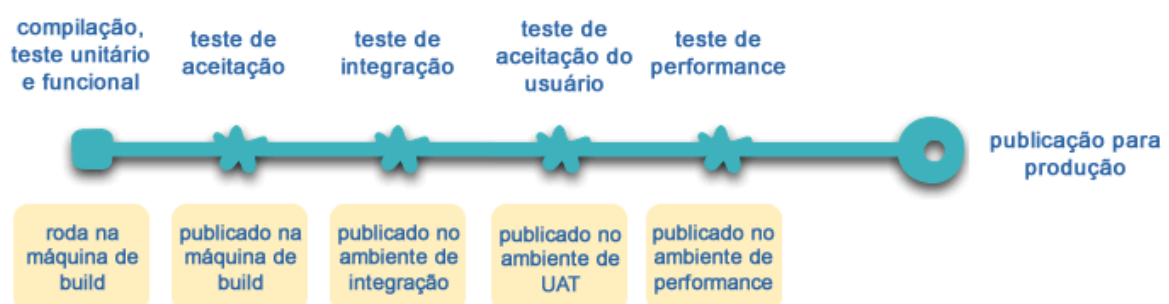 compilação,
teste unitário
e funcional
teste de
aceitação
teste de
integração
teste de
aceitação do
usuário
teste de
performance
publicação para
produção
roda na
máquina de
build
publicado na
máquina de
build
publicado no
ambiente de
integração
publicado no
ambiente de
UAT
publicado no
ambiente de
performance